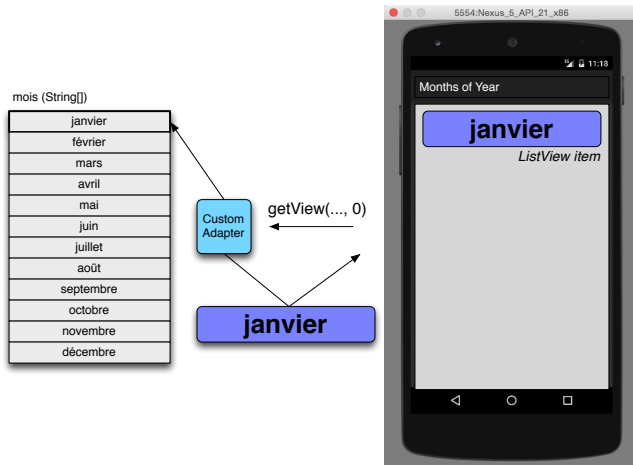 mois (String[])
janvier
février
mars
avril
mai
juin
juillet
août
septembre
octobre
novembre
décembre
Custom
Adapter
getView(..., 0)
janvier
5554:Nexus_5_API_21_x86
3G 11:18
Months of Year
janvier
ListView item